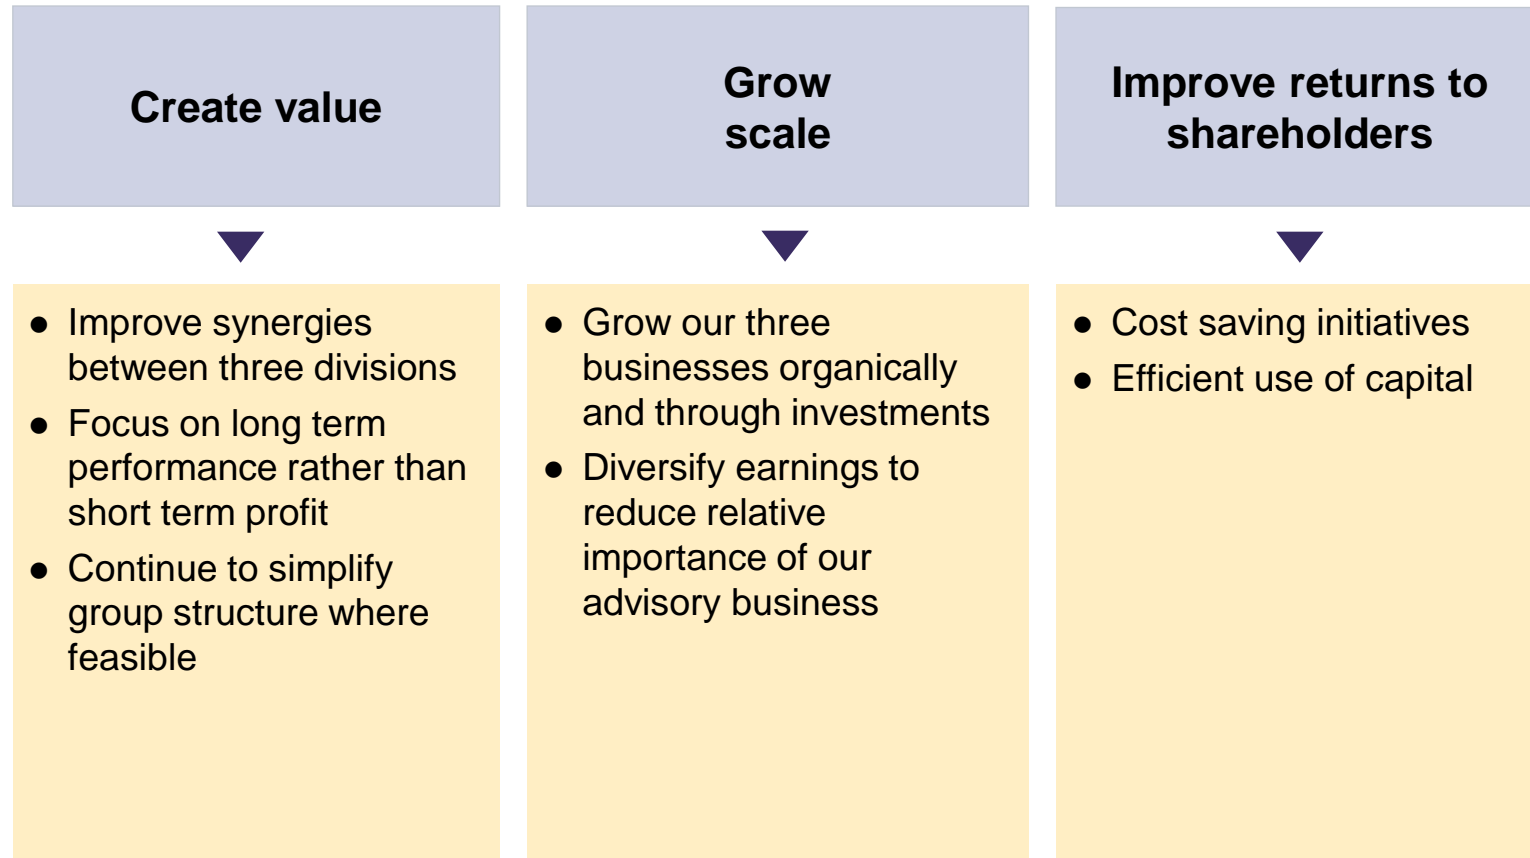 Create value
● Improve synergies
between three divisions
● Focus on long term
performance rather than
short term profit
● Continue to simplify
group structure where
feasible
Grow
scale
● Grow our three
businesses organically
and through investments
● Diversify earnings to
reduce relative
importance of our
advisory business
Improve returns to
shareholders
● Cost saving initiatives
● Efficient use of capital